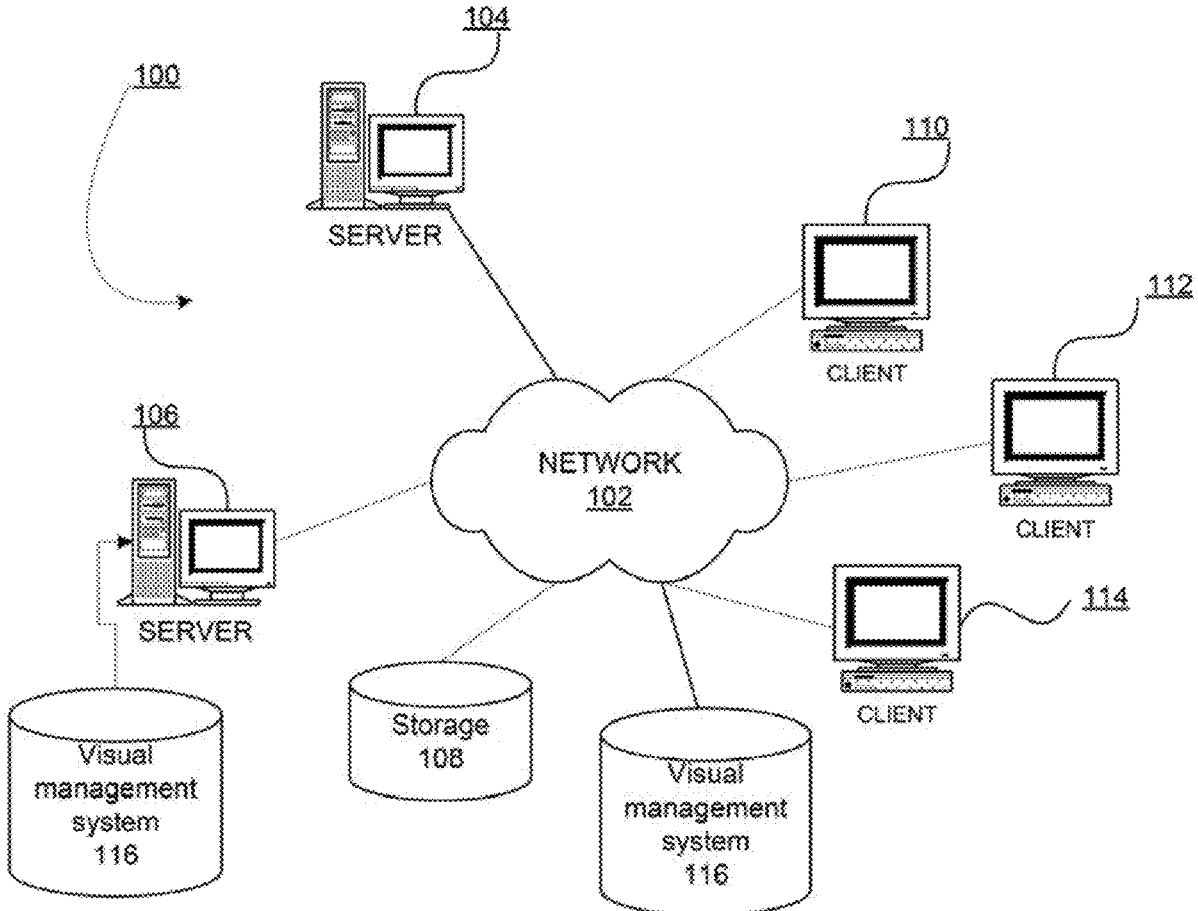 104
100
SERVER
110
CLIENT
112
CLIENT
106
SERVER
NETWORK
102
114
CLIENT
Storage
108
Visual
management
system
116
Visual
management
system
116